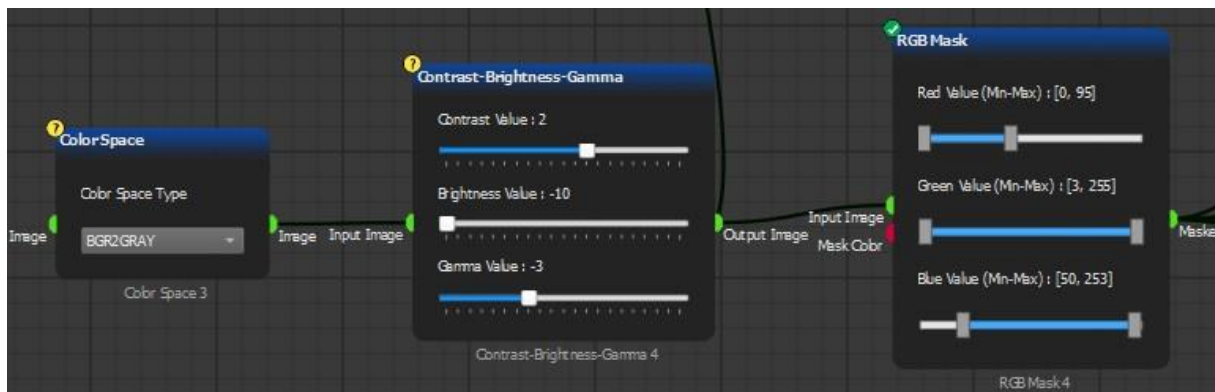 Color Space
Color Space Type
Image
BGR2GRAY
Image
Color Space 3
Contrast-Brightness-Gamma
Contrast Value : 2
Brightness Value : -10
Input Image
Output Image
Gamma Value : -3
Contrast-Brightness-Gamma 4
RGB Mask
Red Value (Min-Max) : [0, 95]
Green Value (Min-Max) : [3, 255]
Input Image
Mask Color
Maske
Blue Value (Min-Max) : [50, 253]
RGB Mask 4